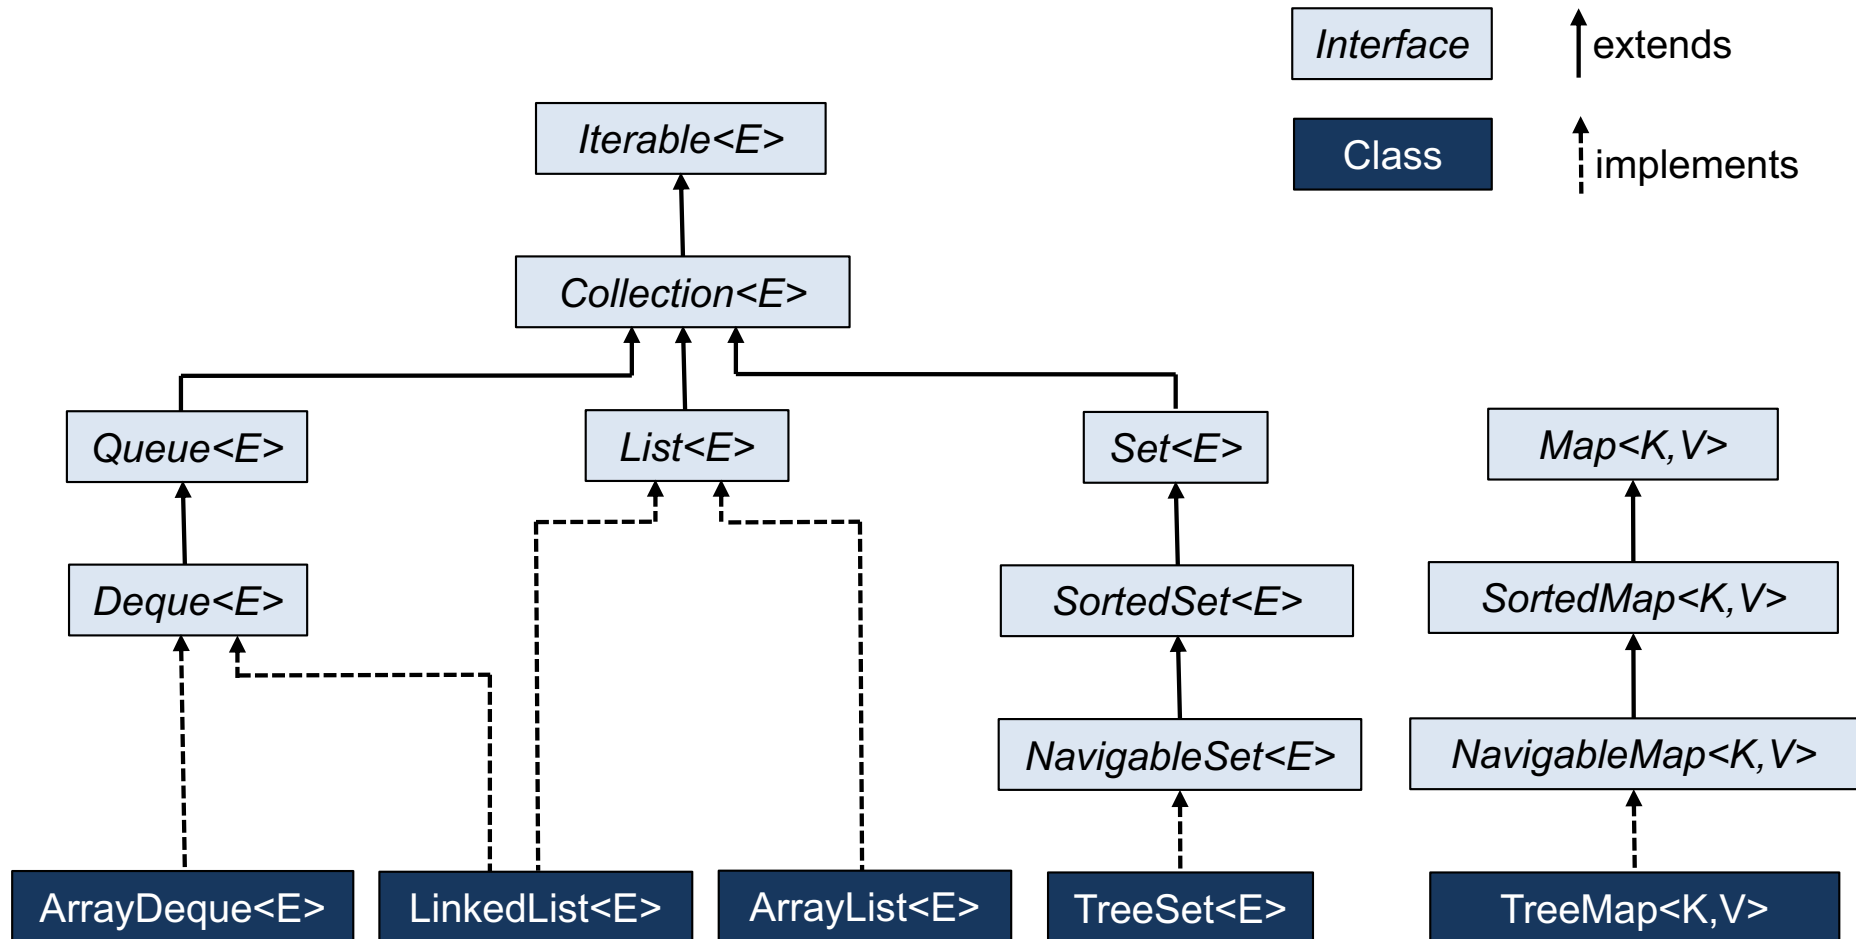 Interface
extends
Iterable<E>
Class
implements
Collection<E>
Queue<E>
List<E>
Set<E>
Map<K,V>
Deque<E>
SortedSet<E>
SortedMap<K,V>
NavigableSet<E>
NavigableMap<K,V>
ArrayDeque<E>
LinkedList<E>
ArrayList<E>
TreeSet<E>
TreeMap<K,V>